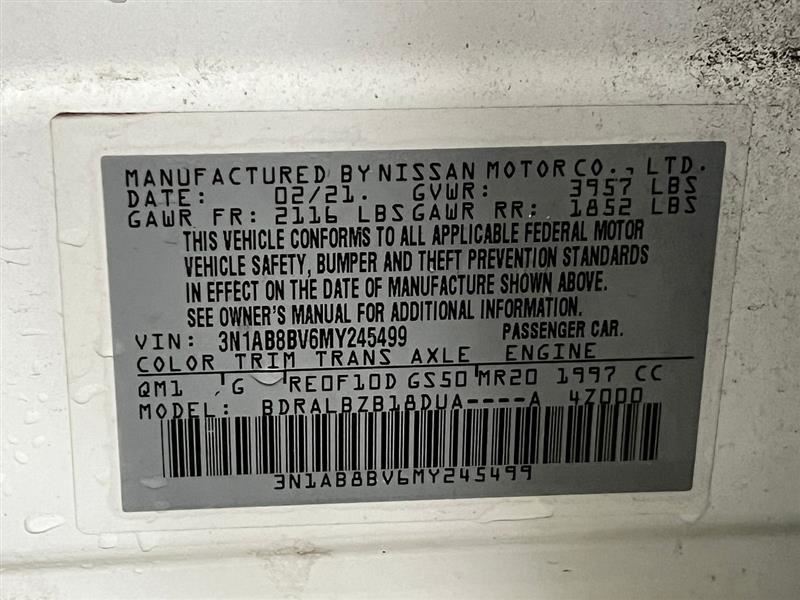 MANUFACTURED BY NISSAN MOTOR CO., LTD.
DATE: 02/21. GVWR: 3957 LBS
GAWR FR: 2116 LBS GAWR RR: 1852 LBS
THIS VEHICLE CONFORMS TO ALL APPLICABLE FEDERAL MOTOR
VEHICLE SAFETY, BUMPER AND THEFT PREVENTION STANDARDS
IN EFFECT ON THE DATE OF MANUFACTURE SHOWN ABOVE.
SEE OWNER'S MANUAL FOR ADDITIONAL INFORMATION.
VIN: 3N1AB8BV6MY245499 PASSENGER CAR.
COLOR TRIM TRANS AXLE ENGINE
QM1 G RE0F10D GS50 MR20 1997 CC
MODEL: BDRALBZB18DUA----A 4Z000
3N1AB8BV6MY245499